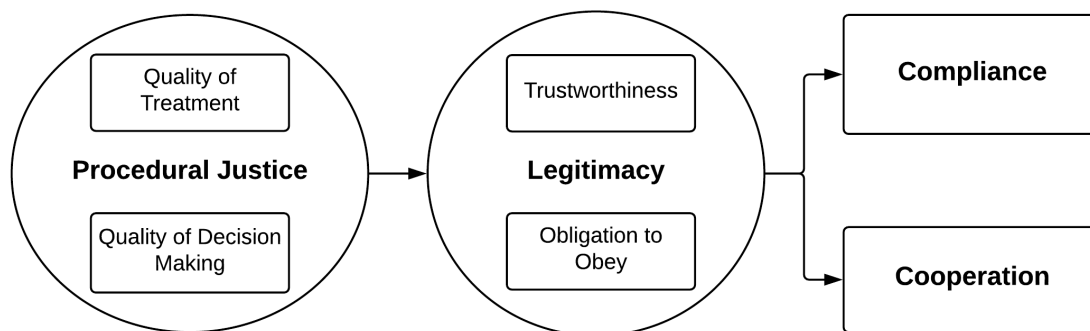 Quality of
Treatment
Procedural Justice
Quality of Decision
Making
Trustworthiness
Legitimacy
Obligation to
Obey
Compliance
Cooperation